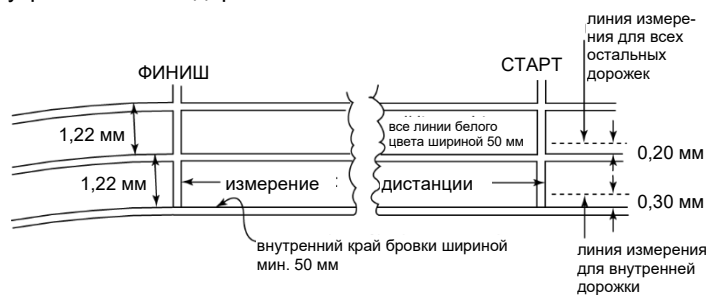 линия измере-
ния для всех
остальных
дорожек
ФИНИШ
СТАРТ
1,22 мм
все линии белого
цвета шириной 50 мм
0,20 мм
1,22 мм
измерение
дистанции
0,30 мм
внутренний край бровки шириной
мин. 50 мм
линия измерения
для внутренней
дорожки